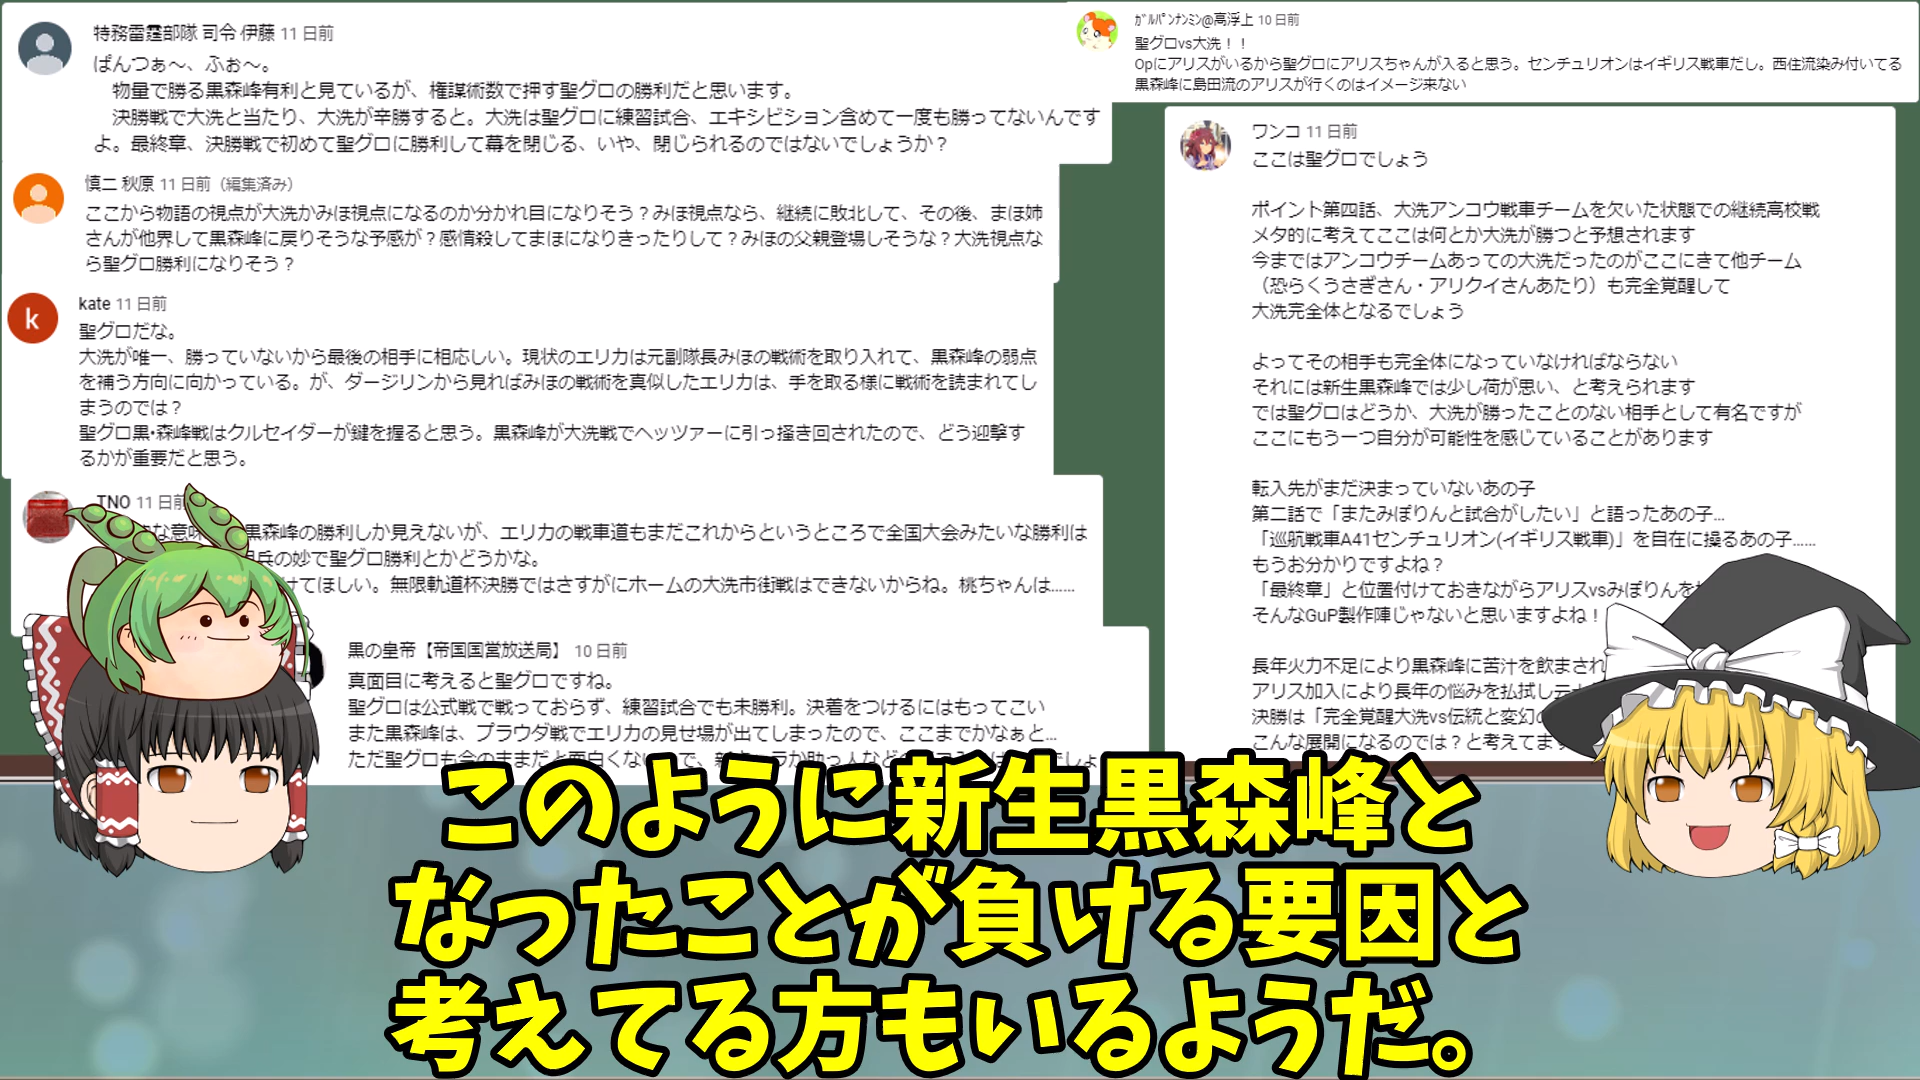 特務雷霆部隊 司令 伊藤 11 日前
ぱんつぁ～、ふぉ～。
物量で勝る黒森峰有利と見ているが、権謀術数で押す聖グロの勝利だと思います。
決勝戦で大洗と当たり、大洗が辛勝すると。大洗は聖グロに練習試合、エキシビション含めて一度も勝ってないんです
よ。最終章、決勝戦で初めて聖グロに勝利して幕を閉じる、いや、閉じられるのではないでしょうか？
慎二 秋原 11 日前（編集済み）
ここから物語の視点が大洗かみほ視点になるのか分かれ目になりそう？みほ視点なら、継続に敗北して、その後、まほ姉
さんが他界して黒森峰に戻りそうな予感が？感情殺してまほになりきったりして？みほの父親登場しそうな？大洗視点な
ら聖グロ勝利になりそう？
k
kate 11 日前
聖グロだな。
大洗が唯一、勝っていないから最後の相手に相応しい。現状のエリカは元副隊長みほの戦術を取り入れて、黒森峰の弱点
を補う方向に向かっている。が、ダージリンから見ればみほの戦術を真似したエリカは、手を取る様に戦術を読まれてし
まうのでは？
聖グロ黒•森峰戦はクルセイダーが鍵を握ると思う。黒森峰が大洗戦でヘッツァーに引っ掻き回されたので、どう迎撃す
るかが重要だと思う。
TNO 11 日前
な意味 黒森峰の勝利しか見えないが、エリカの戦車道もまだこれからというところで全国大会みたいな勝利は
兵の妙で聖グロ勝利とかどうかな。
けてほしい。無限軌道杯決勝ではさすがにホームの大洗市街戦はできないからね。桃ちゃんは......
黒の皇帝【帝国国営放送局】 10 日前
真面目に考えると聖グロですね。
聖グロは公式戦で戦っておらず、練習試合でも未勝利。決着をつけるにはもってこい
また黒森峰は、プラウダ戦でエリカの見せ場が出てしまったので、ここまでかなぁと...
ただ聖グロも今のままだと面白くない
ｶﾞﾙﾊﾟﾝﾅﾝﾐﾝ@高浮上 10 日前
聖グロvs大洗！！
Opにアリスがいるから聖グロにアリスちゃんが入ると思う。センチュリオンはイギリス戦車だし。西住流染み付いてる
黒森峰に島田流のアリスが行くのはイメージ来ない
ワンコ 11 日前
ここは聖グロでしょう
ポイント第四話、大洗アンコウ戦車チームを欠いた状態での継続高校戦
メタ的に考えてここは何とか大洗が勝つと予想されます
今まではアンコウチームあっての大洗だったのがここにきて他チーム
（恐らくうさぎさん・アリクイさんあたり）も完全覚醒して
大洗完全体となるでしょう
よってその相手も完全体になっていなければならない
それには新生黒森峰では少し荷が思い、と考えられます
では聖グロはどうか、大洗が勝ったことのない相手として有名ですが
ここにもう一つ自分が可能性を感じていることがあります
転入先がまだ決まっていないあの子
第二話で「またみぽりんと試合がしたい」と語ったあの子...
「巡航戦車A41センチュリオン(イギリス戦車)」を自在に操るあの子......
もうお分かりですよね？
「最終章」と位置付けておきながらアリスvsみぽりんを
そんなGuP製作陣じゃないと思いますよね！
長年火力不足により黒森峰に苦汁を飲まされ
アリス加入により長年の悩みを払拭し
決勝は「完全覚醒大洗vs伝統と変幻の
こんな展開になるのでは？と考えてます
このように新生黒森峰と
なったことが負ける要因と
考えてる方もいるようだ。